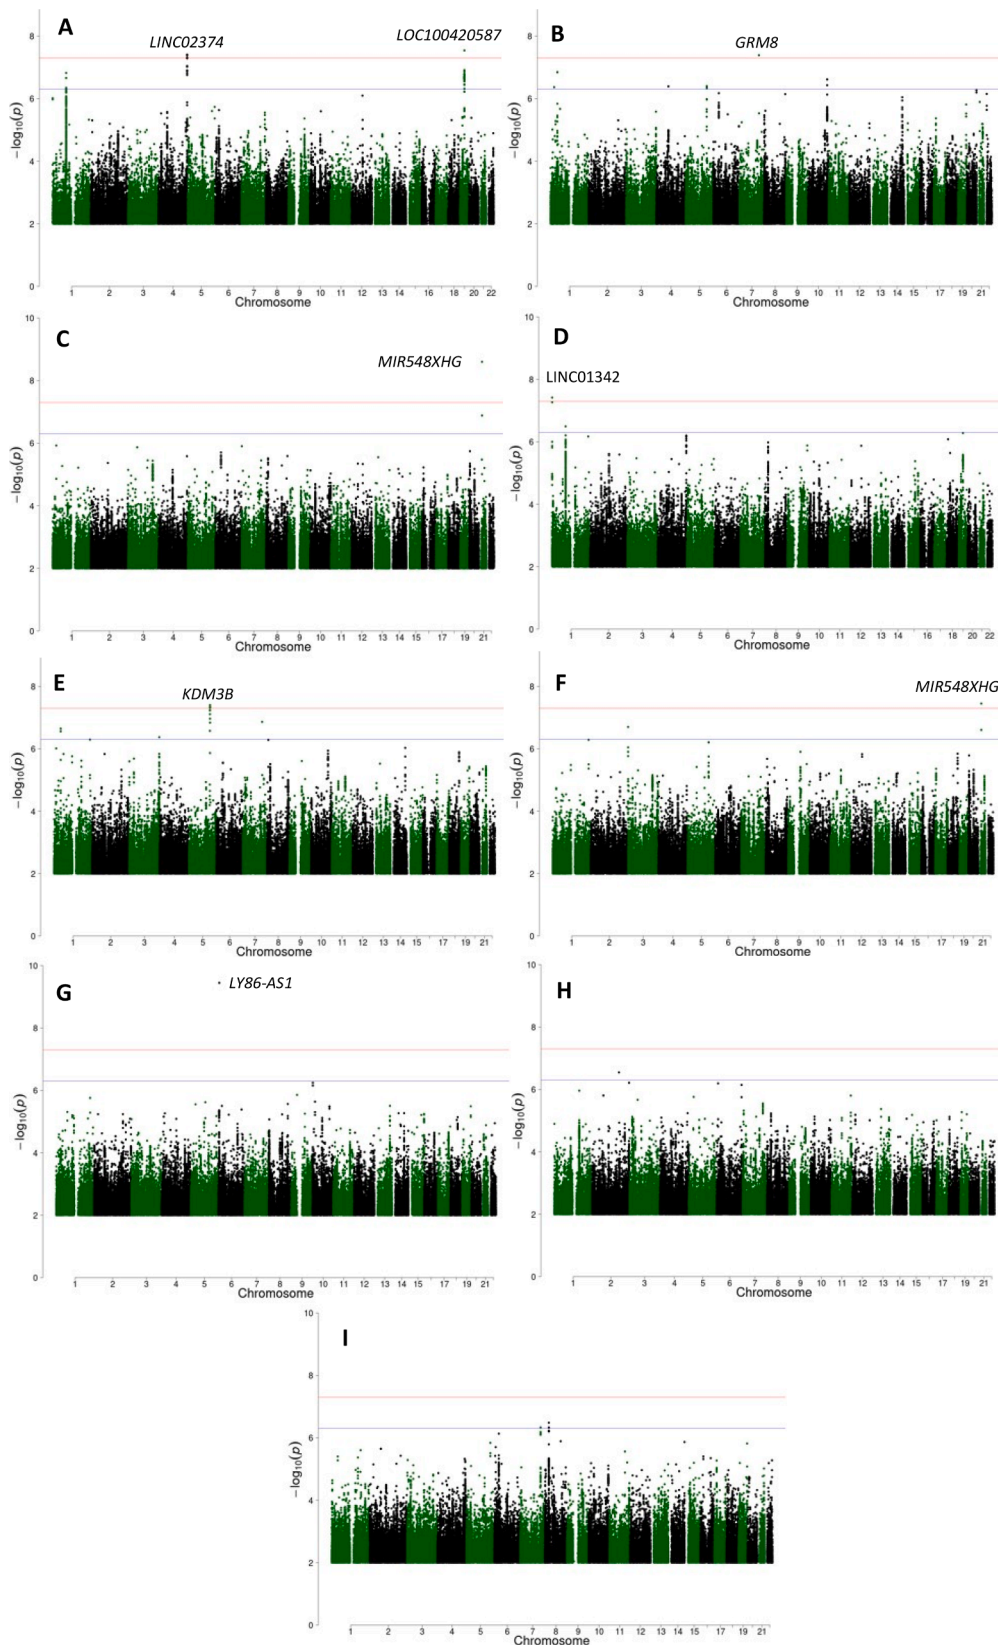 A
LINC02374
LOC100420587
8
6
4
2
0
−log10(p)
1 2 3 4 5 6 7 8 9 10 11 12 13 14 16 18 20 22
Chromosome
B
GRM8
8
6
4
2
0
−log10(p)
1 2 3 4 5 6 7 8 9 10 11 13 15 17 19 21
Chromosome
C
MIR548XHG
10
8
6
4
2
0
−log10(p)
1 2 3 4 5 6 7 8 9 10 11 13 14 15 17 19 21
Chromosome
D
LINC01342
10
8
6
4
2
0
−log10(p)
1 2 3 4 5 6 7 8 9 10 11 12 13 14 16 18 20 22
Chromosome
E
KDM3B
8
6
4
2
0
−log10(p)
1 2 3 4 5 6 7 8 9 10 11 12 14 15 17 19 21
Chromosome
F
MIR548XHG
8
6
4
2
0
−log10(p)
1 2 3 4 5 6 7 8 9 10 11 12 13 14 15 17 19 21
Chromosome
G
LY86-AS1
10
8
6
4
2
0
−log10(p)
1 2 3 4 5 6 7 8 9 10 11 12 13 14 15 17 19 21
Chromosome
H
10
8
6
4
2
0
−log10(p)
1 2 3 4 5 6 7 8 9 10 11 12 13 14 15 17 19 21
Chromosome
I
10
8
6
4
2
0
−log10(p)
1 2 3 4 5 6 7 8 9 10 11 12 13 14 15 17 19 21
Chromosome